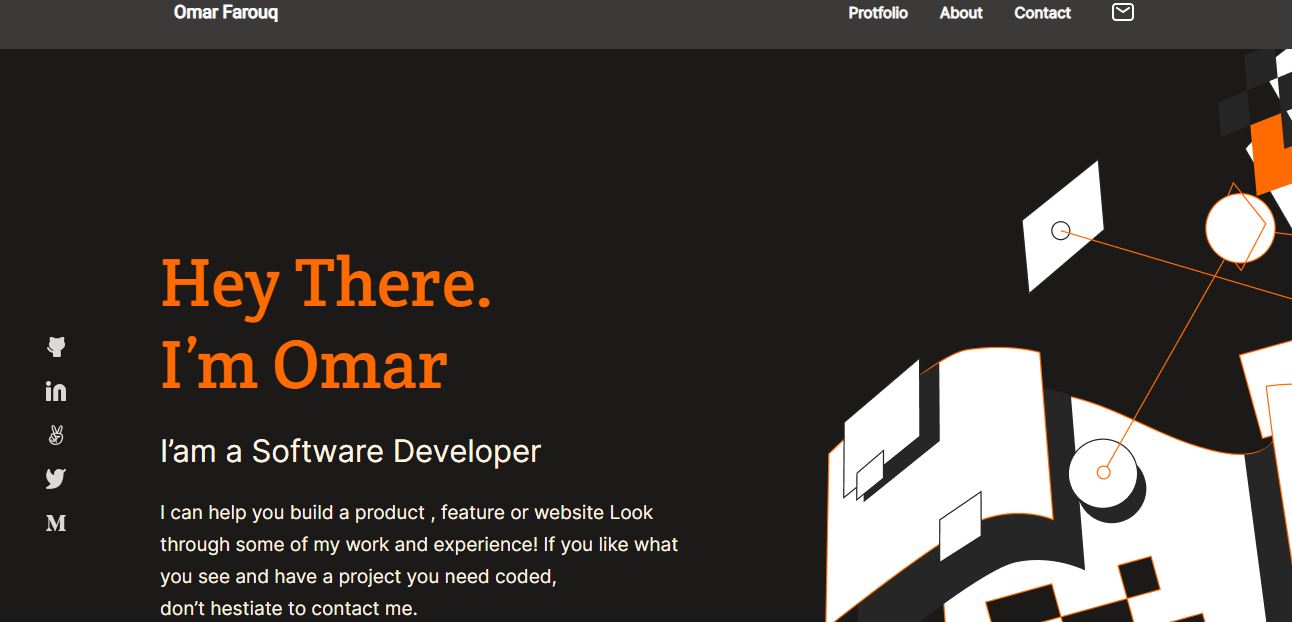 Omar Farouq
Protfolio About Contact
Hey There.
I’m Omar
I’am a Software Developer
I can help you build a product , feature or website Look
through some of my work and experience! If you like what
you see and have a project you need coded,
don’t hestiate to contact me.